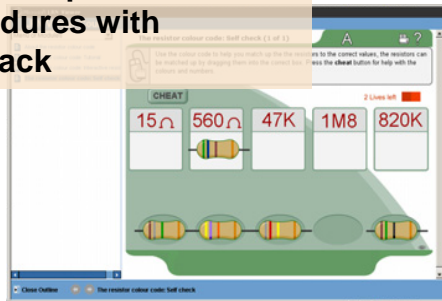 dures with
ack
The resistor colour code: Self check (1 of 1)
A
?
Use the colour code to help you match up the the resistors to the correct values, the resistors can
be matched up by dragging them into the correct box. Press the cheat button for help with the
colours and numbers.
CHEAT
2 Lives left
15Ω
560Ω
47K
1M8
820K
Close Outline
The resistor colour code: Self check